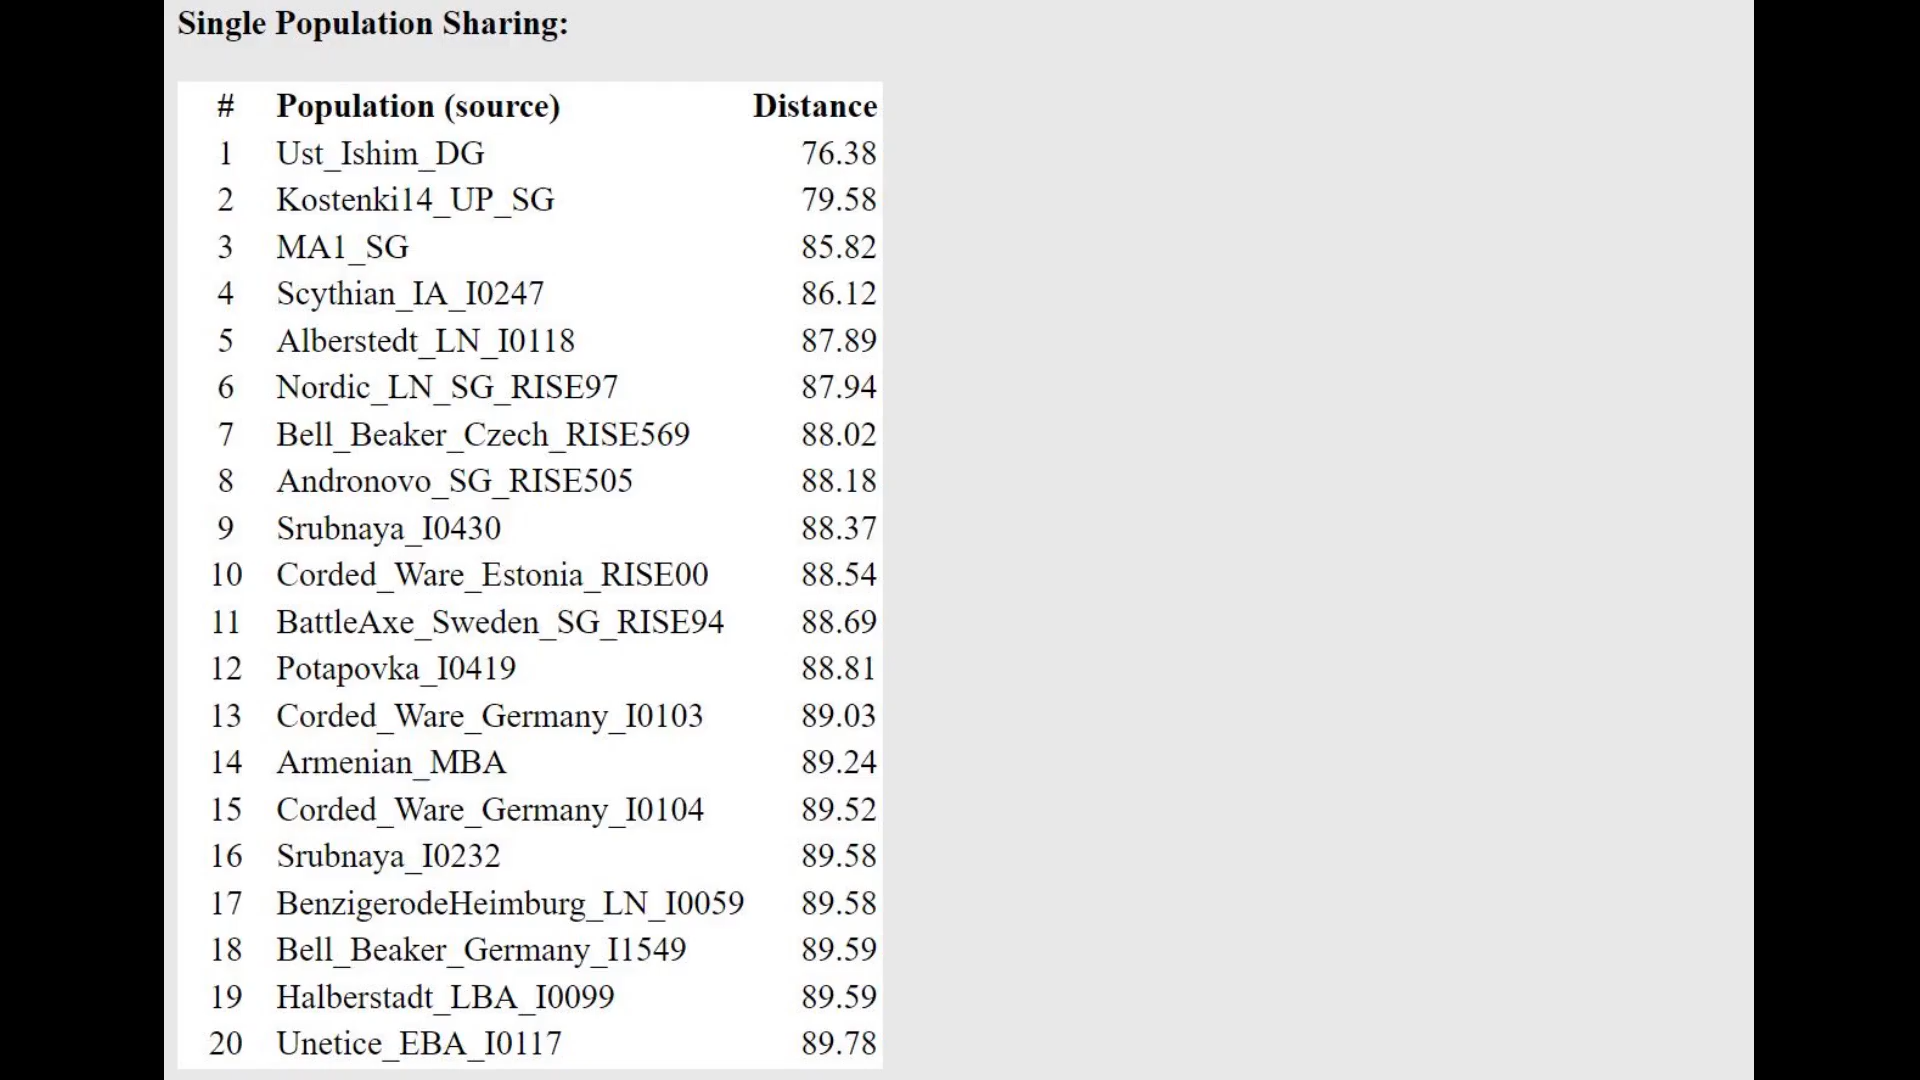 Single Population Sharing:
# Population (source) Distance
1 Ust_Ishim_DG 76.38
2 Kostenki14_UP_SG 79.58
3 MA1_SG 85.82
4 Scythian_IA_I0247 86.12
5 Alberstedt_LN_I0118 87.89
6 Nordic_LN_SG_RISE97 87.94
7 Bell_Beaker_Czech_RISE569 88.02
8 Andronovo_SG_RISE505 88.18
9 Srubnaya_I0430 88.37
10 Corded_Ware_Estonia_RISE00 88.54
11 BattleAxe_Sweden_SG_RISE94 88.69
12 Potapovka_I0419 88.81
13 Corded_Ware_Germany_I0103 89.03
14 Armenian_MBA 89.24
15 Corded_Ware_Germany_I0104 89.52
16 Srubnaya_I0232 89.58
17 BenzigerodeHeimburg_LN_I0059 89.58
18 Bell_Beaker_Germany_I1549 89.59
19 Halberstadt_LBA_I0099 89.59
20 Unetice_EBA_I0117 89.78